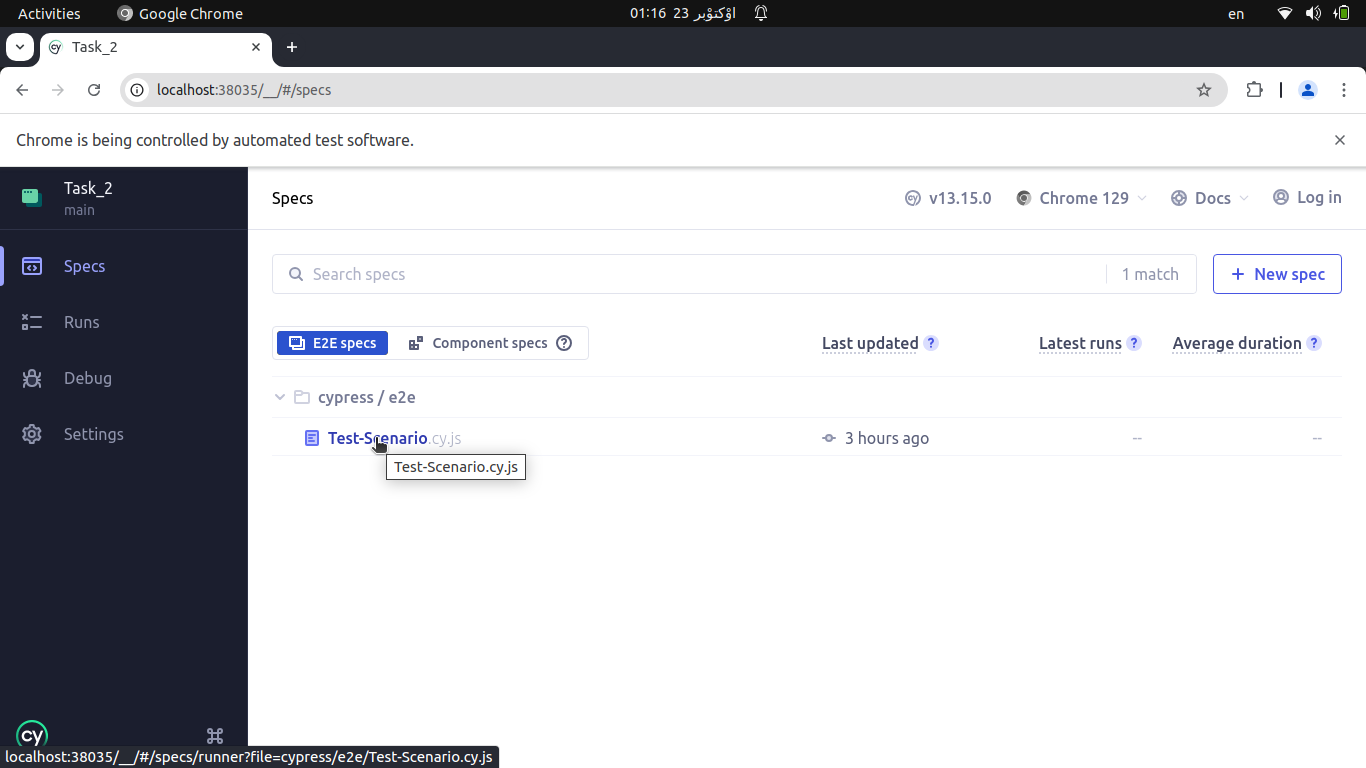 Activities Google Chrome 01:16 23 اوْکتوْبر en
Task_2
localhost:38035/__/#/specs
Chrome is being controlled by automated test software.
Task_2
main
Specs v13.15.0 Chrome 129 Docs Log in
Specs
Runs
Debug
Settings
Search specs 1 match New spec
E2E specs Component specs Last updated ? Latest runs ? Average duration ?
cypress / e2e
Test-Scenario.cy.js 3 hours ago -- --
Test-Scenario.cy.js
cy
localhost:38035/__/#/specs/runner?file=cypress/e2e/Test-Scenario.cy.js